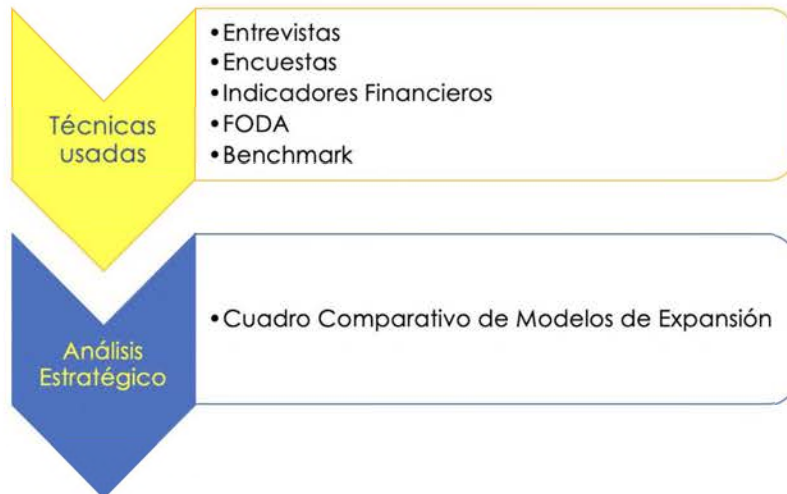 Técnicas
usadas
•Entrevistas
•Encuestas
•Indicadores Financieros
•FODA
•Benchmark
Análisis
Estratégico
•Cuadro Comparativo de Modelos de Expansión